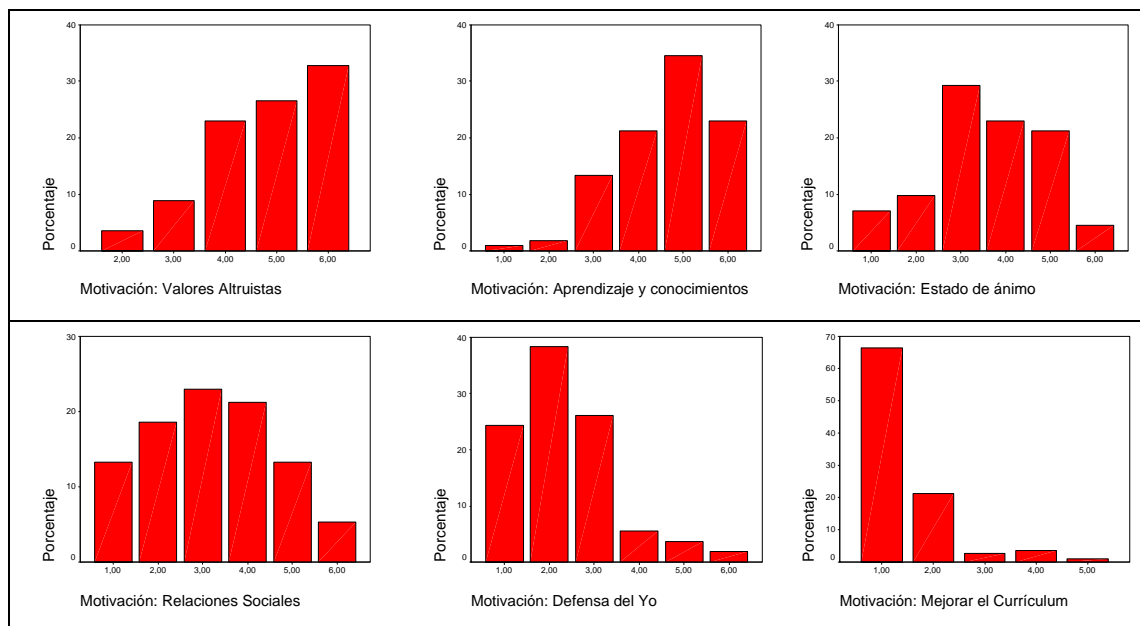 40
30
20
10
0
Porcentaje
2,00 3,00 4,00 5,00 6,00
Motivación: Valores Altruistas
40
30
20
10
0
Porcentaje
1,00 2,00 3,00 4,00 5,00 6,00
Motivación: Aprendizaje y conocimientos
40
30
20
10
0
Porcentaje
1,00 2,00 3,00 4,00 5,00 6,00
Motivación: Estado de ánimo
30
20
10
0
Porcentaje
1,00 2,00 3,00 4,00 5,00 6,00
Motivación: Relaciones Sociales
40
30
20
10
0
Porcentaje
1,00 2,00 3,00 4,00 5,00 6,00
Motivación: Defensa del Yo
70
60
50
40
30
20
10
0
Porcentaje
1,00 2,00 3,00 4,00 5,00
Motivación: Mejorar el Currículum